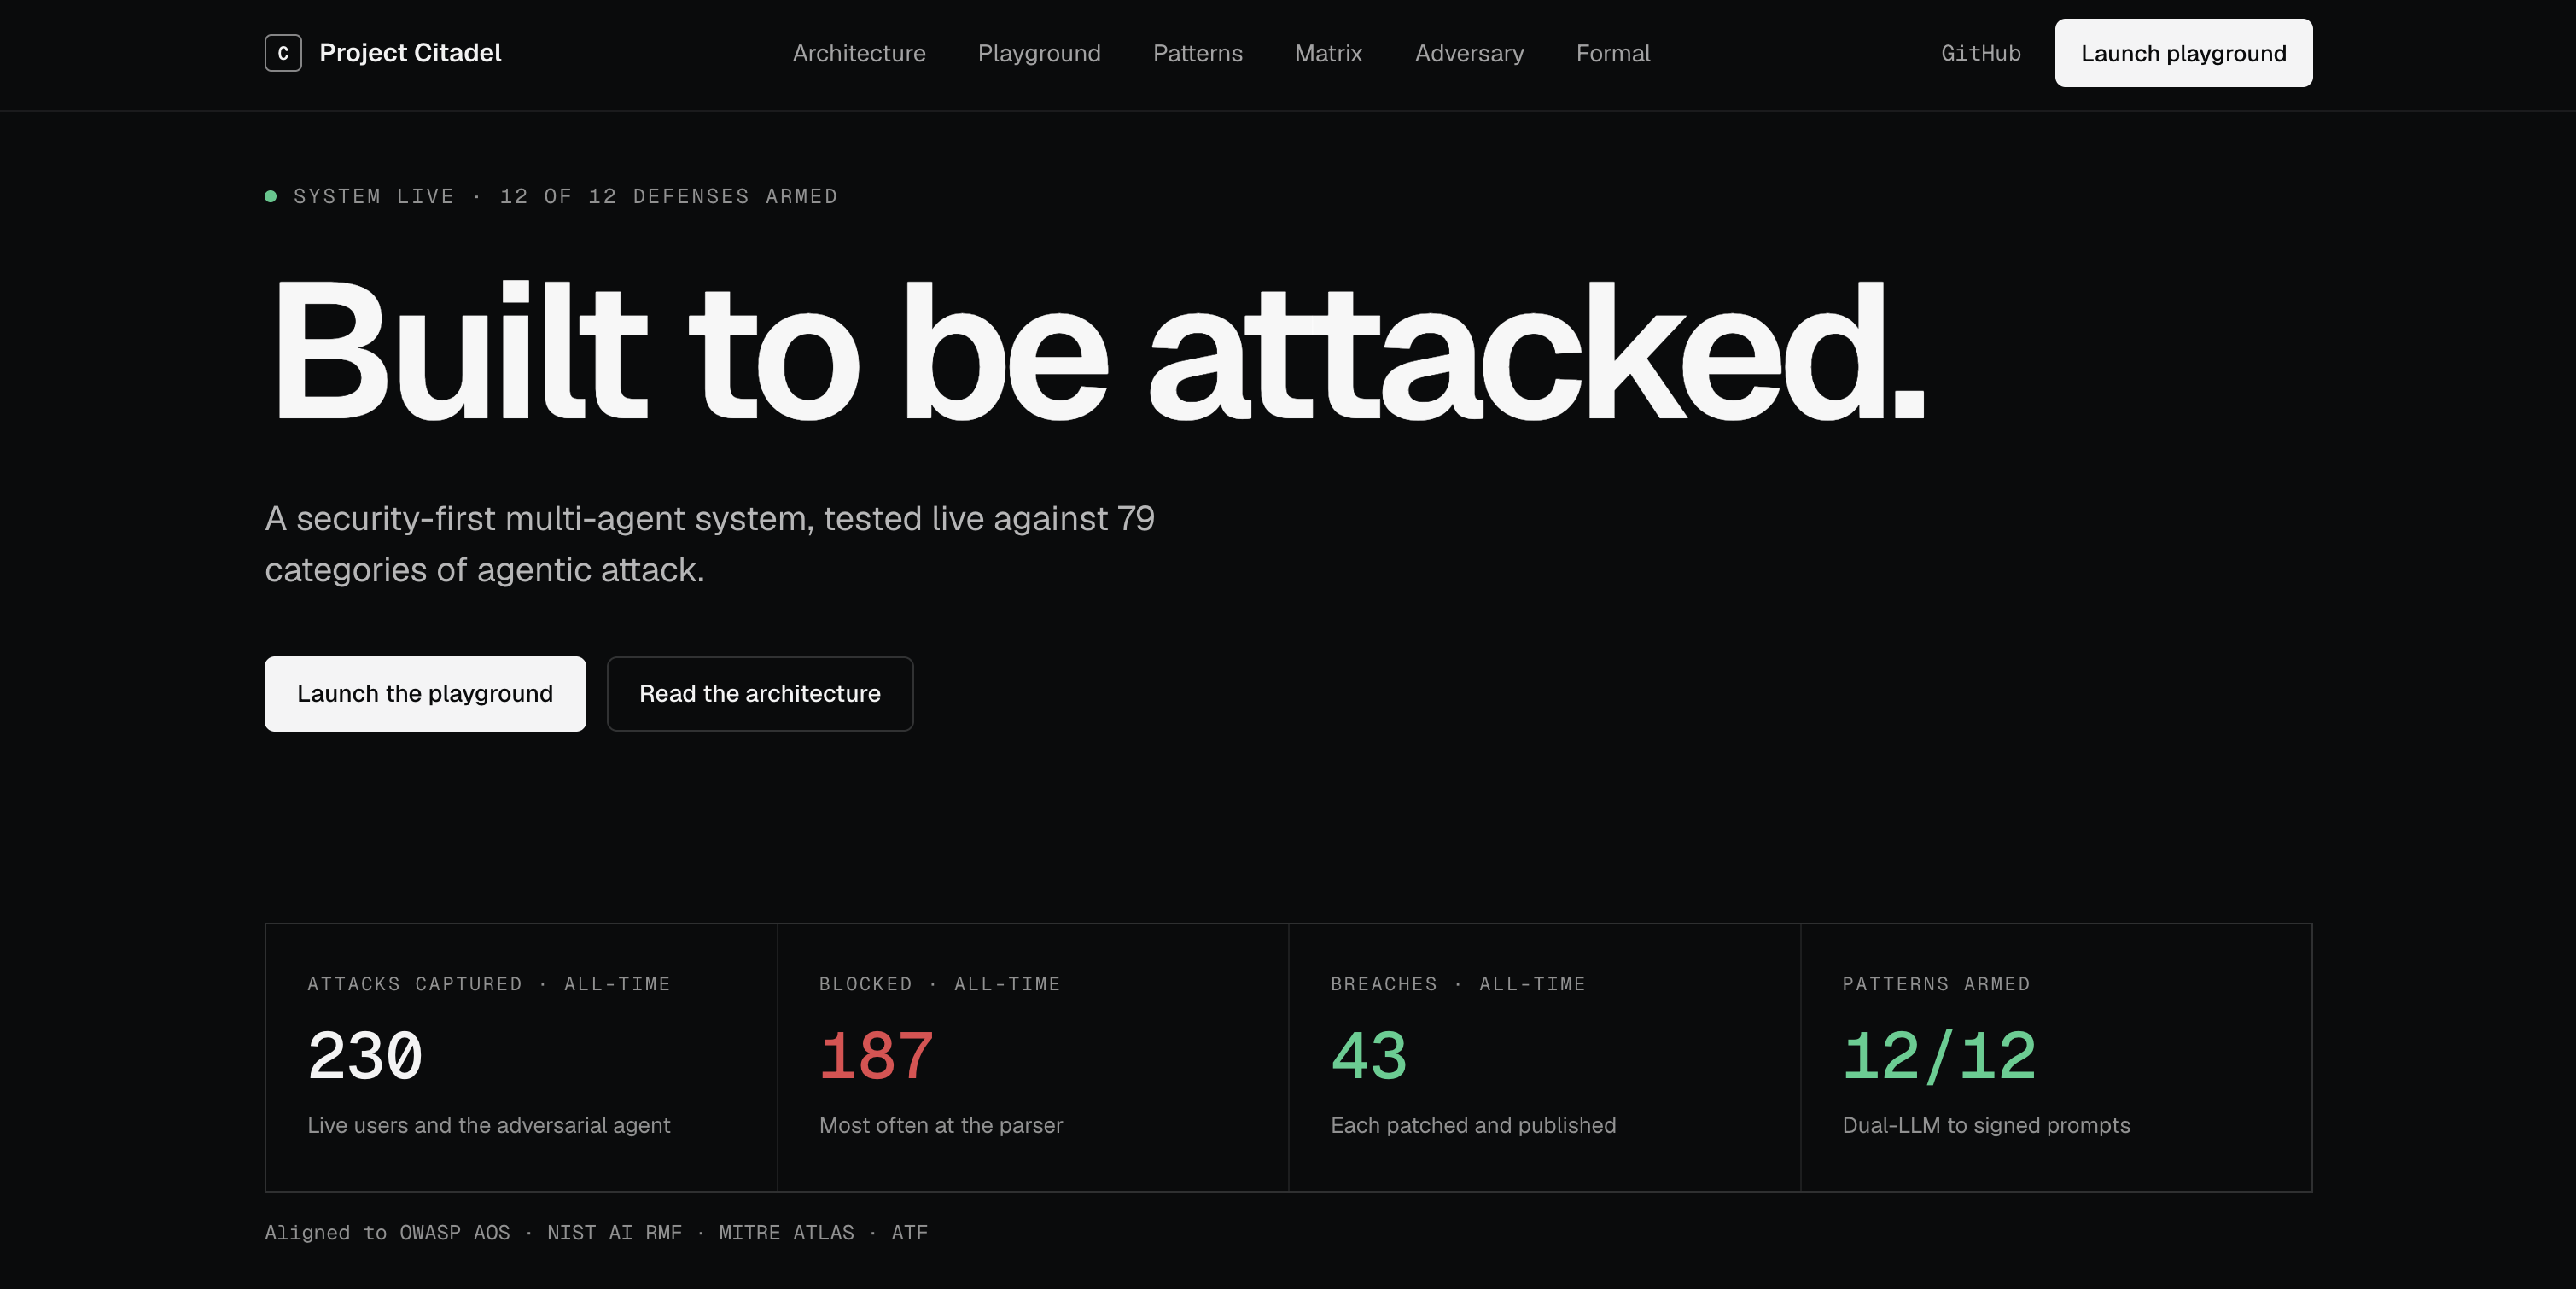 C Project Citadel Architecture Playground Patterns Matrix Adversary Formal GitHub Launch playground
SYSTEM LIVE · 12 OF 12 DEFENSES ARMED
Built to be attacked.
A security-first multi-agent system, tested live against 79
categories of agentic attack.
Launch the playground Read the architecture
ATTACKS CAPTURED · ALL-TIME
230
Live users and the adversarial agent
BLOCKED · ALL-TIME
187
Most often at the parser
BREACHES · ALL-TIME
43
Each patched and published
PATTERNS ARMED
12/12
Dual-LLM to signed prompts
Aligned to OWASP AOS · NIST AI RMF · MITRE ATLAS · ATF